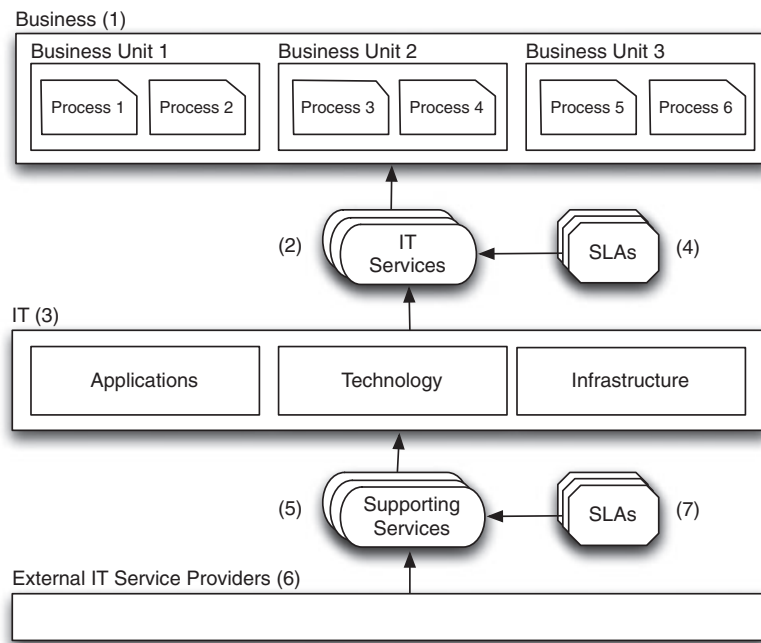 Business (1)
Business Unit 1
Business Unit 2
Business Unit 3
Process 1
Process 2
Process 3
Process 4
Process 5
Process 6
(2)
IT
Services
SLAs
(4)
IT (3)
Applications
Technology
Infrastructure
(5)
Supporting
Services
SLAs
(7)
External IT Service Providers (6)